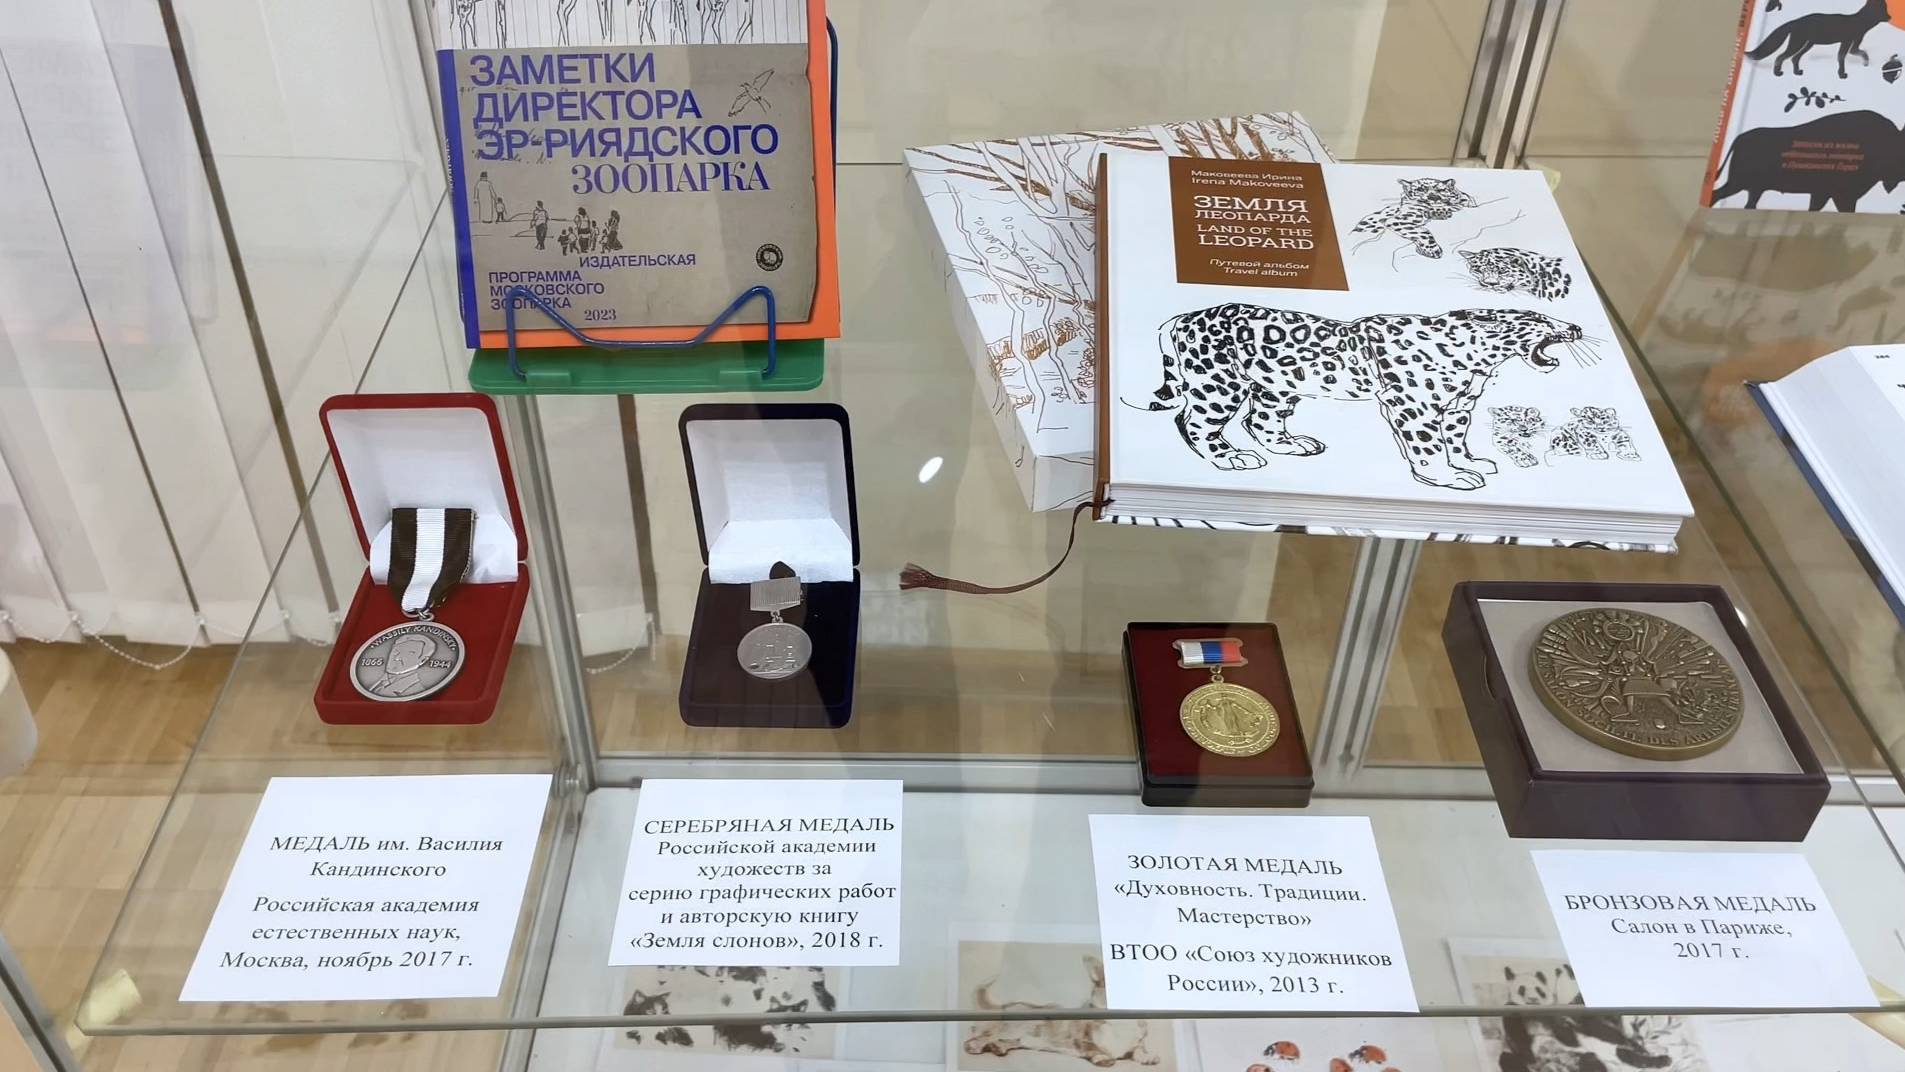 ЗАМЕТКИ
ДИРЕКТОРА
ЭР-РИЯДСКОГО
ЗООПАРКА
ИЗДАТЕЛЬСКАЯ
ПРОГРАММА
МОСКОВСКОГО
ЗООПАРКА
2023
Маковеева Ирина
Irena Makoveeva
ЗЕМЛЯ
ЛЕОПАРДА
LAND OF THE
LEOPARD
Путевой альбом
Travel album
WASSILY KANDINSKY
1866 1944
МЕДАЛЬ им. Василия
Кандинского
Российская академия
естественных наук,
Москва, ноябрь 2017 г.
СЕРЕБРЯНАЯ МЕДАЛЬ
Российской академии
художеств за
серию графических работ
и авторскую книгу
«Земля слонов», 2018 г.
ЗОЛОТАЯ МЕДАЛЬ
«Духовность. Традиции.
Мастерство»
ВТОО «Союз художников
России», 2013 г.
БРОНЗОВАЯ МЕДАЛЬ
Салон в Париже,
2017 г.